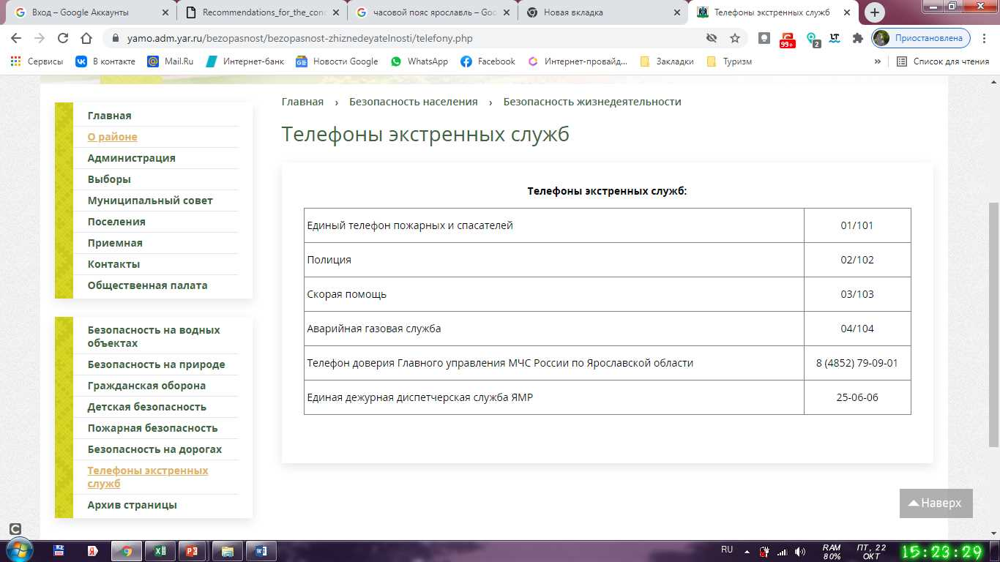 Вход – Google Аккаунты
Recommendations_for_the_conc
часовой пояс ярославль – Goo
Новая вкладка
Телефоны экстренных служб
yamo.adm.yar.ru/bezopasnost/bezopasnost-zhiznedeyatelnosti/telefony.php
99+
2
LT
Приостановлена
Сервисы
В контакте
Mail.Ru
Интернет-банк
Новости Google
WhatsApp
Facebook
Интернет-провайд...
Закладки
Туризм
»
Список для чтения
Главная
О районе
Администрация
Выборы
Муниципальный совет
Поселения
Приемная
Контакты
Общественная палата
Безопасность на водных
объектах
Безопасность на природе
Гражданская оборона
Детская безопасность
Пожарная безопасность
Безопасность на дорогах
Телефоны экстренных
служб
Архив страницы
Главная › Безопасность населения › Безопасность жизнедеятельности
Телефоны экстренных служб
Телефоны экстренных служб:
Единый телефон пожарных и спасателей 01/101
Полиция 02/102
Скорая помощь 03/103
Аварийная газовая служба 04/104
Телефон доверия Главного управления МЧС России по Ярославской области 8 (4852) 79-09-01
Единая дежурная диспетчерская служба ЯМР 25-06-06
Наверх
RU
RAM
80%
ПТ, 22
ОКТ
15:23:29